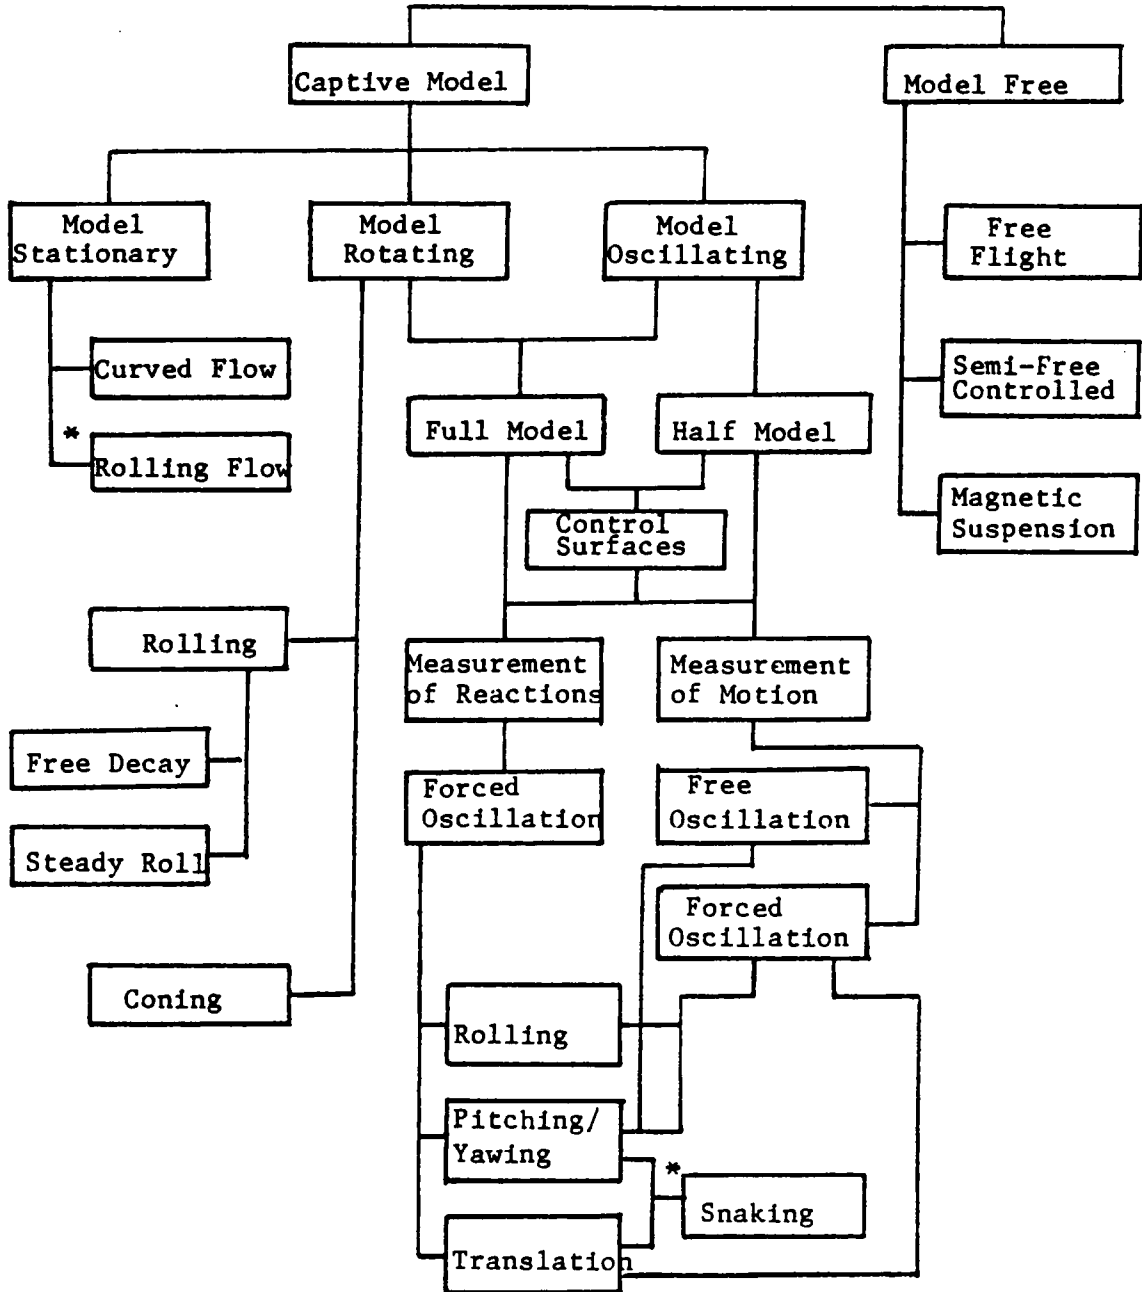 Captive Model
Model Free
Model
Stationary
Model
Rotating
Model
Oscillating
Free
Flight
Curved Flow
*
Rolling Flow
Full Model
Half Model
Semi-Free
Controlled
Control
Surfaces
Magnetic
Suspension
Rolling
Measurement
of Reactions
Measurement
of Motion
Free Decay
Forced
Oscillation
Free
Oscillation
Steady Roll
Forced
Oscillation
Coning
Rolling
Pitching/
Yawing
*
Snaking
Translation